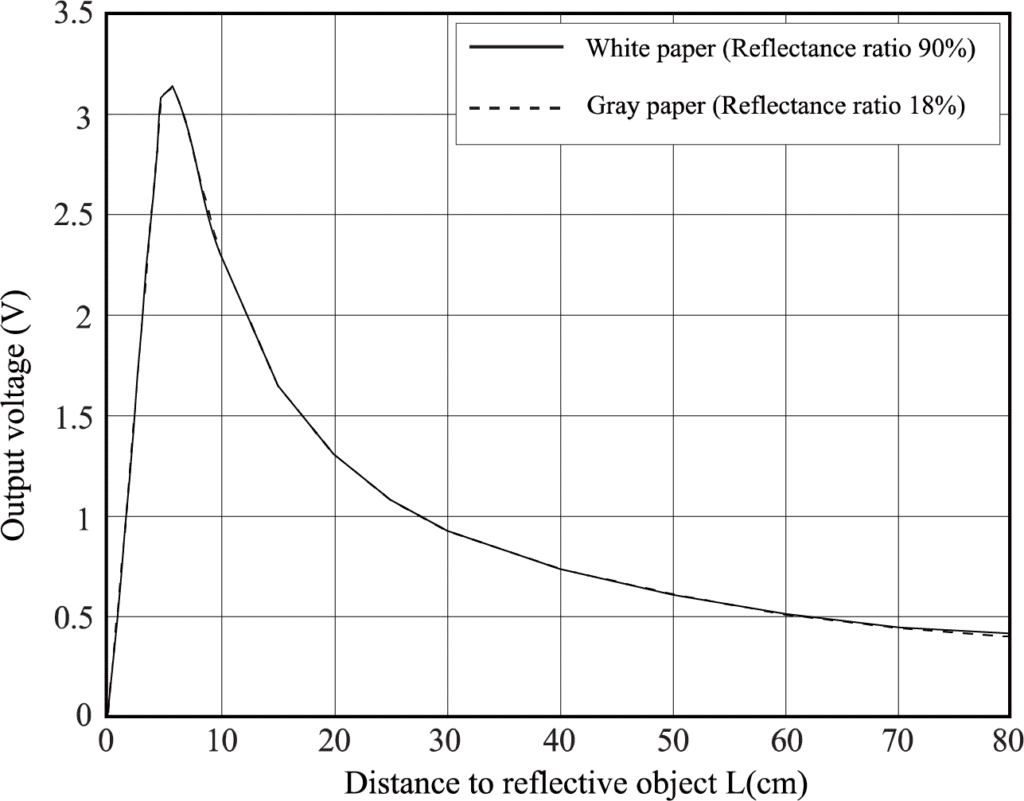 3.5
3
2.5
2
1.5
1
0.5
0
Output voltage (V)
White paper (Reflectance ratio 90%)
Gray paper (Reflectance ratio 18%)
0 10 20 30 40 50 60 70 80
Distance to reflective object L(cm)